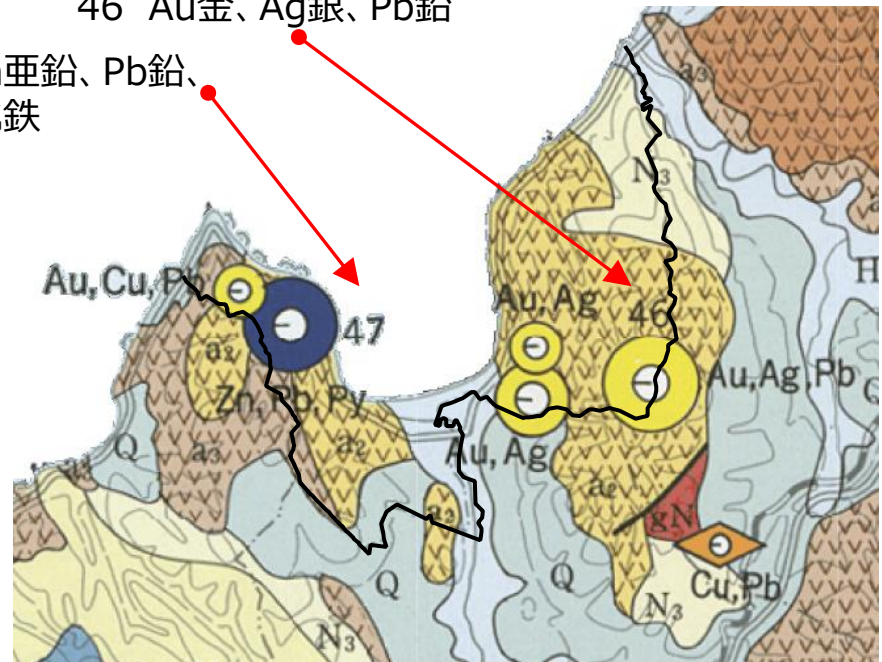 46 Au金、Ag銀、Pb鉛
亜鉛、Pb鉛、
鉄
a3
N3
H
Au, Cu, Pb
Au, Ag
46
47
a2
Au, Ag, Pb
Zn, Pb, Py
Q
a3
a2
Au, Ag
a2
gN
Q
Q
Cu, Pb
N3
N3